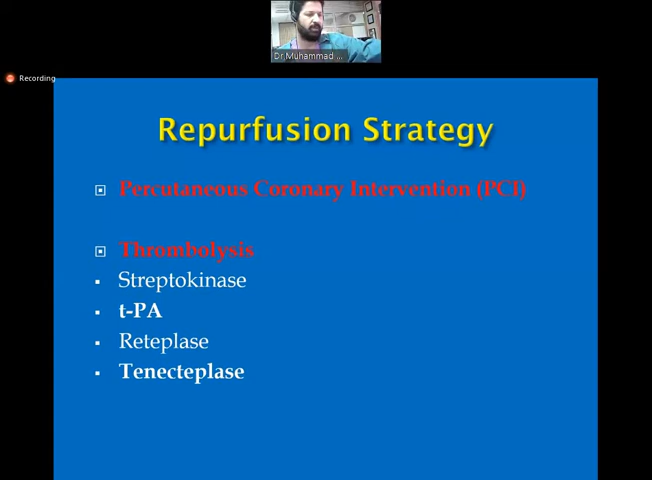 Dr.Muhammad ...
Recording
Repurfusion Strategy
Percutaneous Coronary Intervention (PCI)
Thrombolysis
Streptokinase
t-PA
Reteplase
Tenecteplase